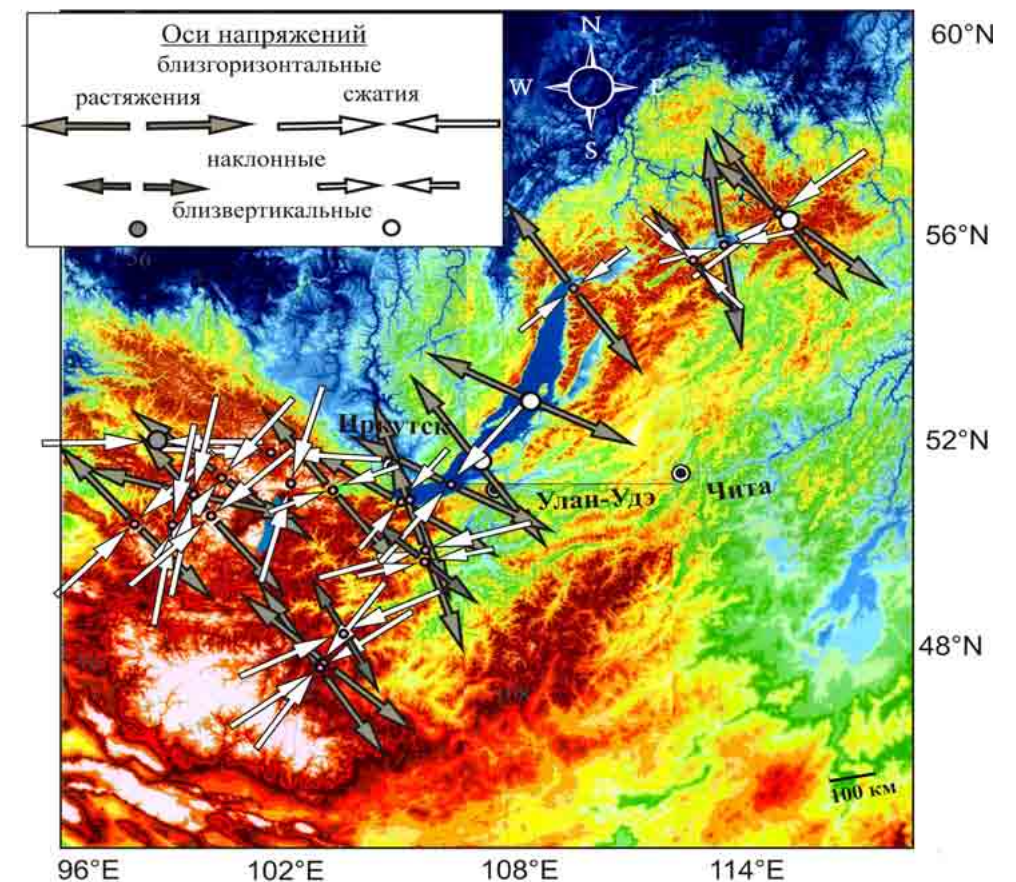 Оси напряжений
близгоризонтальные
растяжения сжатия
наклонные
близвертикальные
N
W E
S
60°N
56°N
52°N
48°N
Иркутск
Улан-Удэ
Чита
108
100 км
96°E 102°E 108°E 114°E